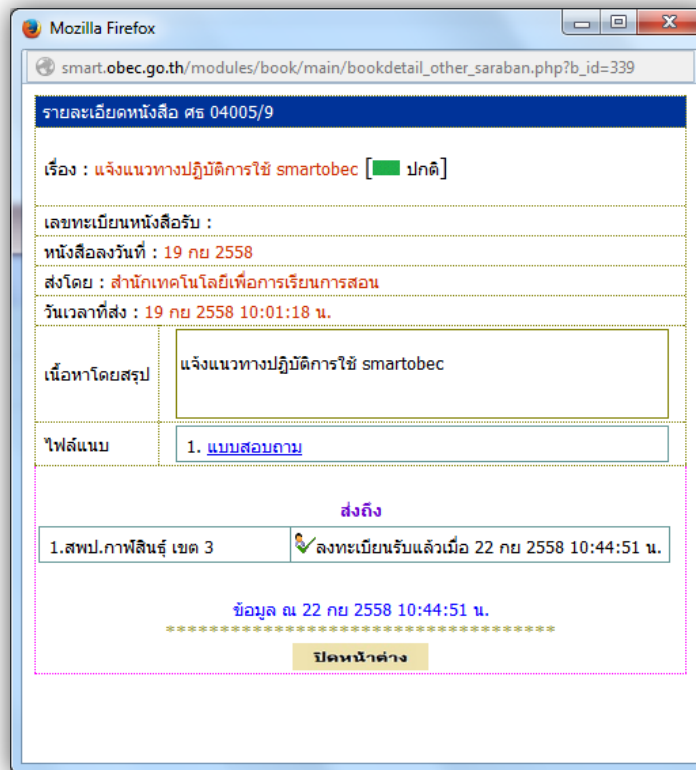 Mozilla Firefox
smart.obec.go.th/modules/book/main/bookdetail_other_saraban.php?b_id=339
รายละเอียดหนังสือ ศธ 04005/9
เรื่อง : แจ้งแนวทางปฏิบัติการใช้ smartobec [ ปกติ]
เลขทะเบียนหนังสือรับ :
หนังสือลงวันที่ : 19 กย 2558
ส่งโดย : สำนักเทคโนโลยีเพื่อการเรียนการสอน
วันเวลาที่ส่ง : 19 กย 2558 10:01:18 น.
เนื้อหาโดยสรุป
แจ้งแนวทางปฏิบัติการใช้ smartobec
ไฟล์แนบ 1. แบบสอบถาม
ส่งถึง
1.สพป.กาฬสินธุ์ เขต 3 ลงทะเบียนรับแล้วเมื่อ 22 กย 2558 10:44:51 น.
ข้อมูล ณ 22 กย 2558 10:44:51 น.
************************************
ปิดหน้าต่าง